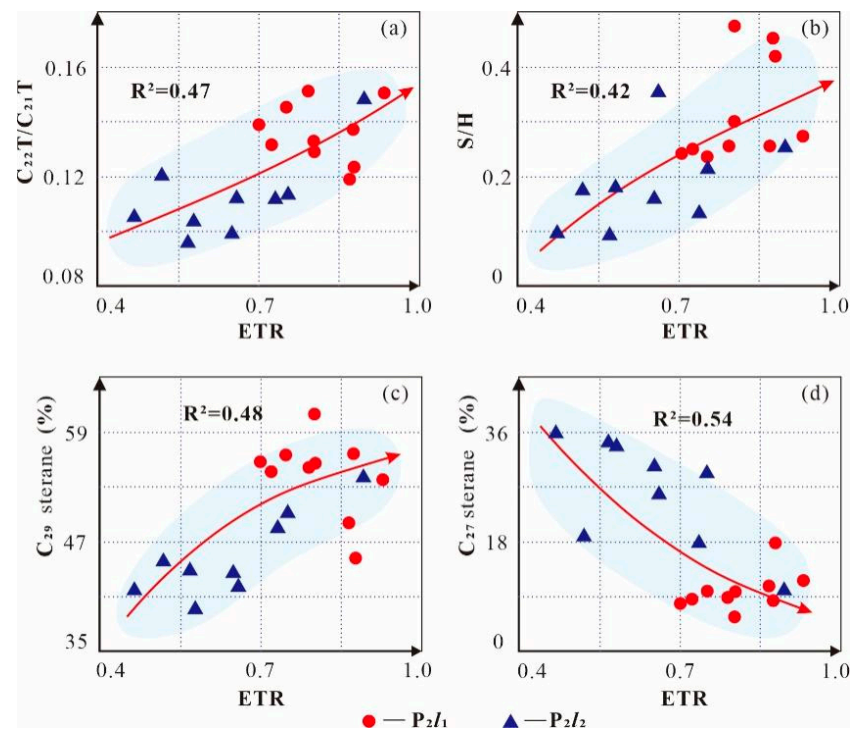 (a)
0.16
R²=0.47
C₂₂T/C₂₁T
0.12
0.08
0.4 0.7 1.0
ETR
(b)
0.4
R²=0.42
S/H
0.2
0
0.4 0.7 1.0
ETR
(c)
R²=0.48
59
C₂₉ sterane (%)
47
35
0.4 0.7 1.0
ETR
(d)
R²=0.54
36
C₂₇ sterane (%)
18
0
0.4 0.7 1.0
ETR
— P₂l₁ — P₂l₂